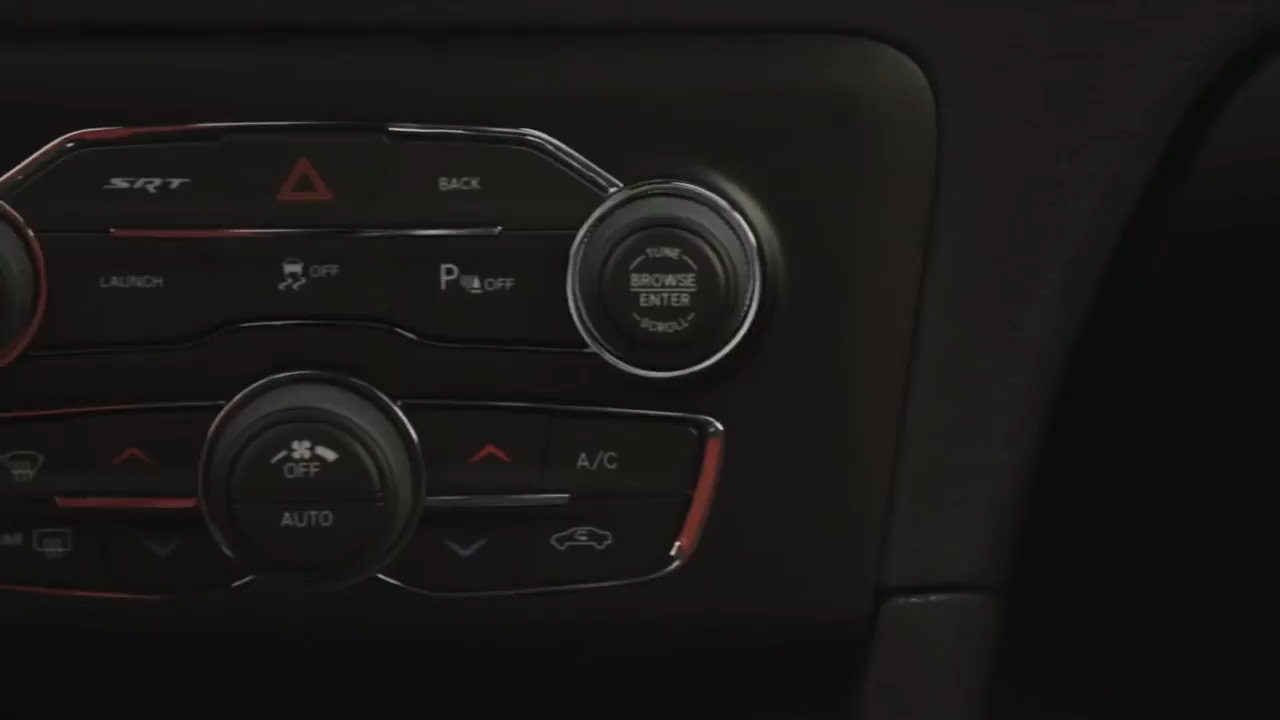 SRT
BACK
LAUNCH
OFF
P OFF
TUNE
BROWSE
ENTER
SCROLL
OFF
A/C
AUTO